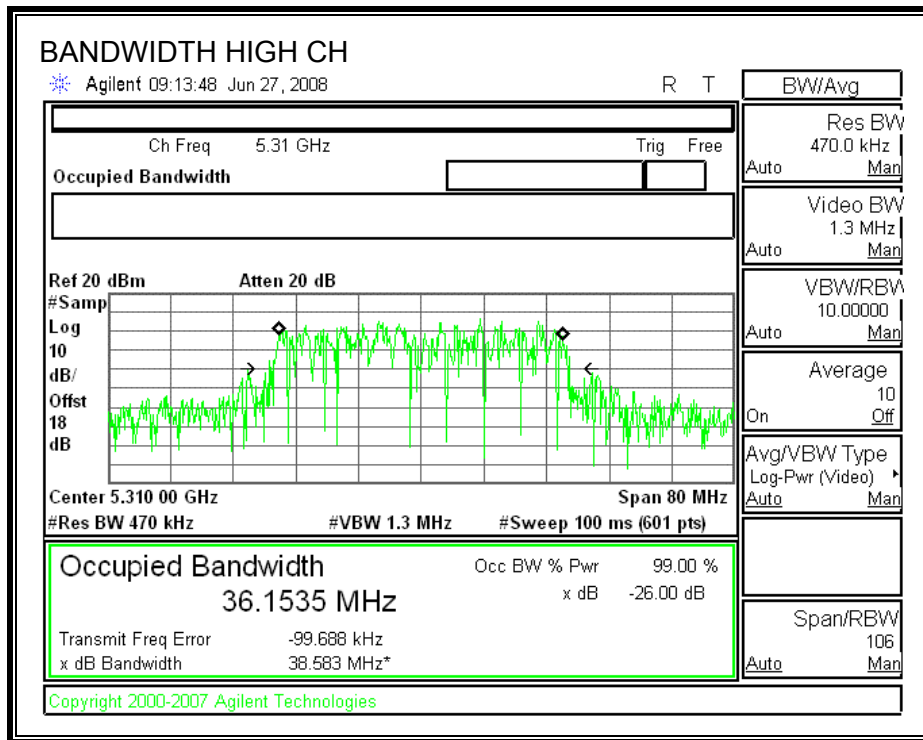 BANDWIDTH HIGH CH
Agilent 09:13:48 Jun 27, 2008
R T
Ch Freq 5.31 GHz
Trig Free
Occupied Bandwidth
Ref 20 dBm
Atten 20 dB
#Samp
Log
10
dB/
Offst
18
dB
Center 5.310 00 GHz
Span 80 MHz
#Res BW 470 kHz
#VBW 1.3 MHz
#Sweep 100 ms (601 pts)
Occupied Bandwidth
36.1535 MHz
Occ BW % Pwr 99.00 %
x dB -26.00 dB
Transmit Freq Error -99.688 kHz
x dB Bandwidth 38.583 MHz*
Copyright 2000-2007 Agilent Technologies
BW/Avg
Res BW
470.0 kHz
Auto Man
Video BW
1.3 MHz
Auto Man
VBW/RBW
10.00000
Auto Man
Average
10
On Off
Avg/VBW Type
Log-Pwr (Video)
Auto Man
Span/RBW
106
Auto Man